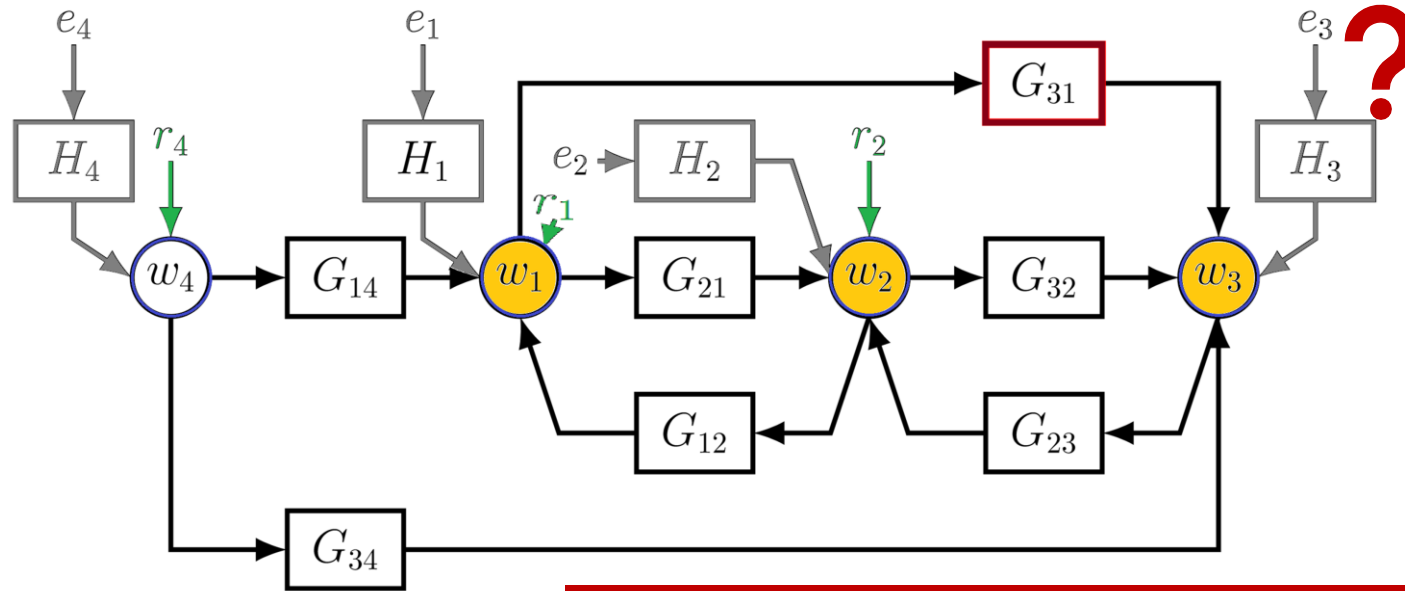 e₄ e₁ e₃ ?
H₄ r₄ H₁ e₂ H₂ r₂ G₃₁ H₃
r₁
w₄ G₁₄ w₁ G₂₁ w₂ G₃₂ w₃
G₁₂ G₂₃
G₃₄